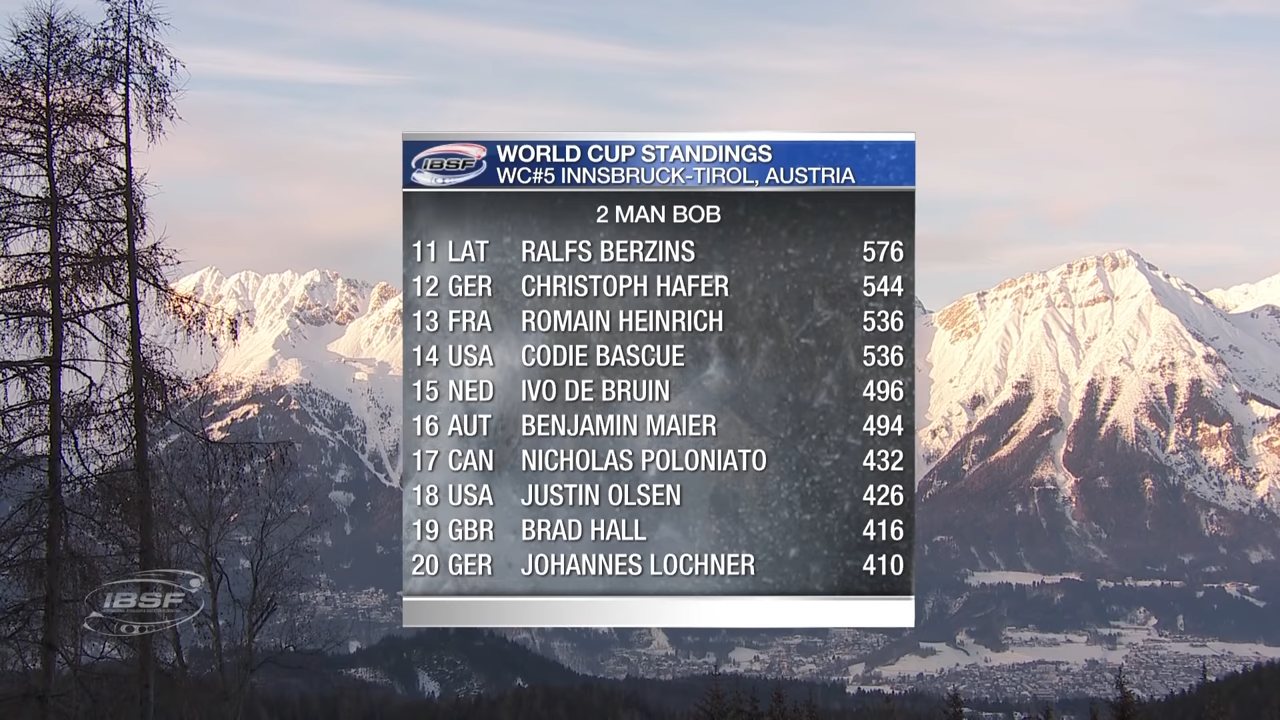 IBSF
WORLD CUP STANDINGS
WC#5 INNSBRUCK-TIROL, AUSTRIA
2 MAN BOB
11 LAT RALFS BERZINS 576
12 GER CHRISTOPH HAFER 544
13 FRA ROMAIN HEINRICH 536
14 USA CODIE BASCUE 536
15 NED IVO DE BRUIN 496
16 AUT BENJAMIN MAIER 494
17 CAN NICHOLAS POLONIATO 432
18 USA JUSTIN OLSEN 426
19 GBR BRAD HALL 416
20 GER JOHANNES LOCHNER 410
IBSF